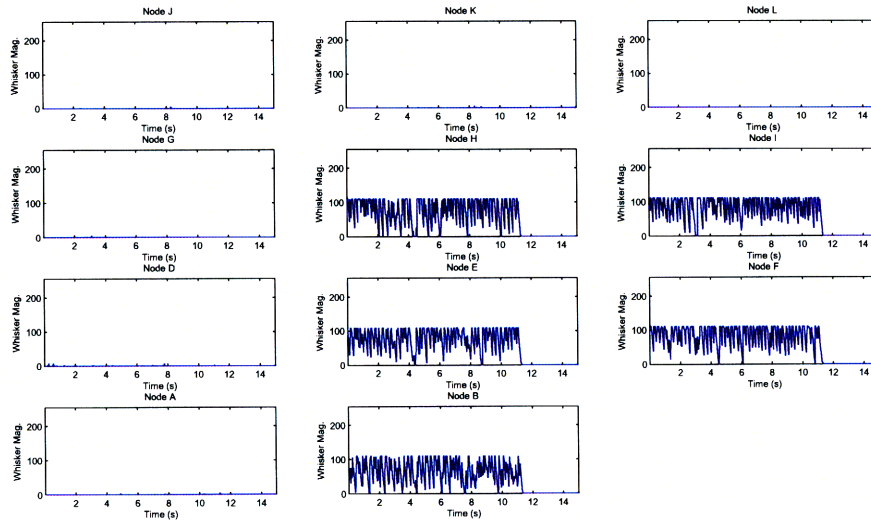 Node J
Whisker Mag.
200
100
0
2 4 6 8 10 12 14
Time (s)
Node K
Whisker Mag.
200
100
0
2 4 6 8 10 12 14
Time (s)
Node L
Whisker Mag.
200
100
0
2 4 6 8 10 12 14
Time (s)
Node G
Whisker Mag.
200
100
0
2 4 6 8 10 12 14
Time (s)
Node H
Whisker Mag.
200
100
0
2 4 6 8 10 12 14
Time (s)
Node I
Whisker Mag.
200
100
0
2 4 6 8 10 12 14
Time (s)
Node D
Whisker Mag.
200
100
0
2 4 6 8 10 12 14
Time (s)
Node E
Whisker Mag.
200
100
0
2 4 6 8 10 12 14
Time (s)
Node F
Whisker Mag.
200
100
0
2 4 6 8 10 12 14
Time (s)
Node A
Whisker Mag.
200
100
0
2 4 6 8 10 12 14
Time (s)
Node B
Whisker Mag.
200
100
0
2 4 6 8 10 12 14
Time (s)